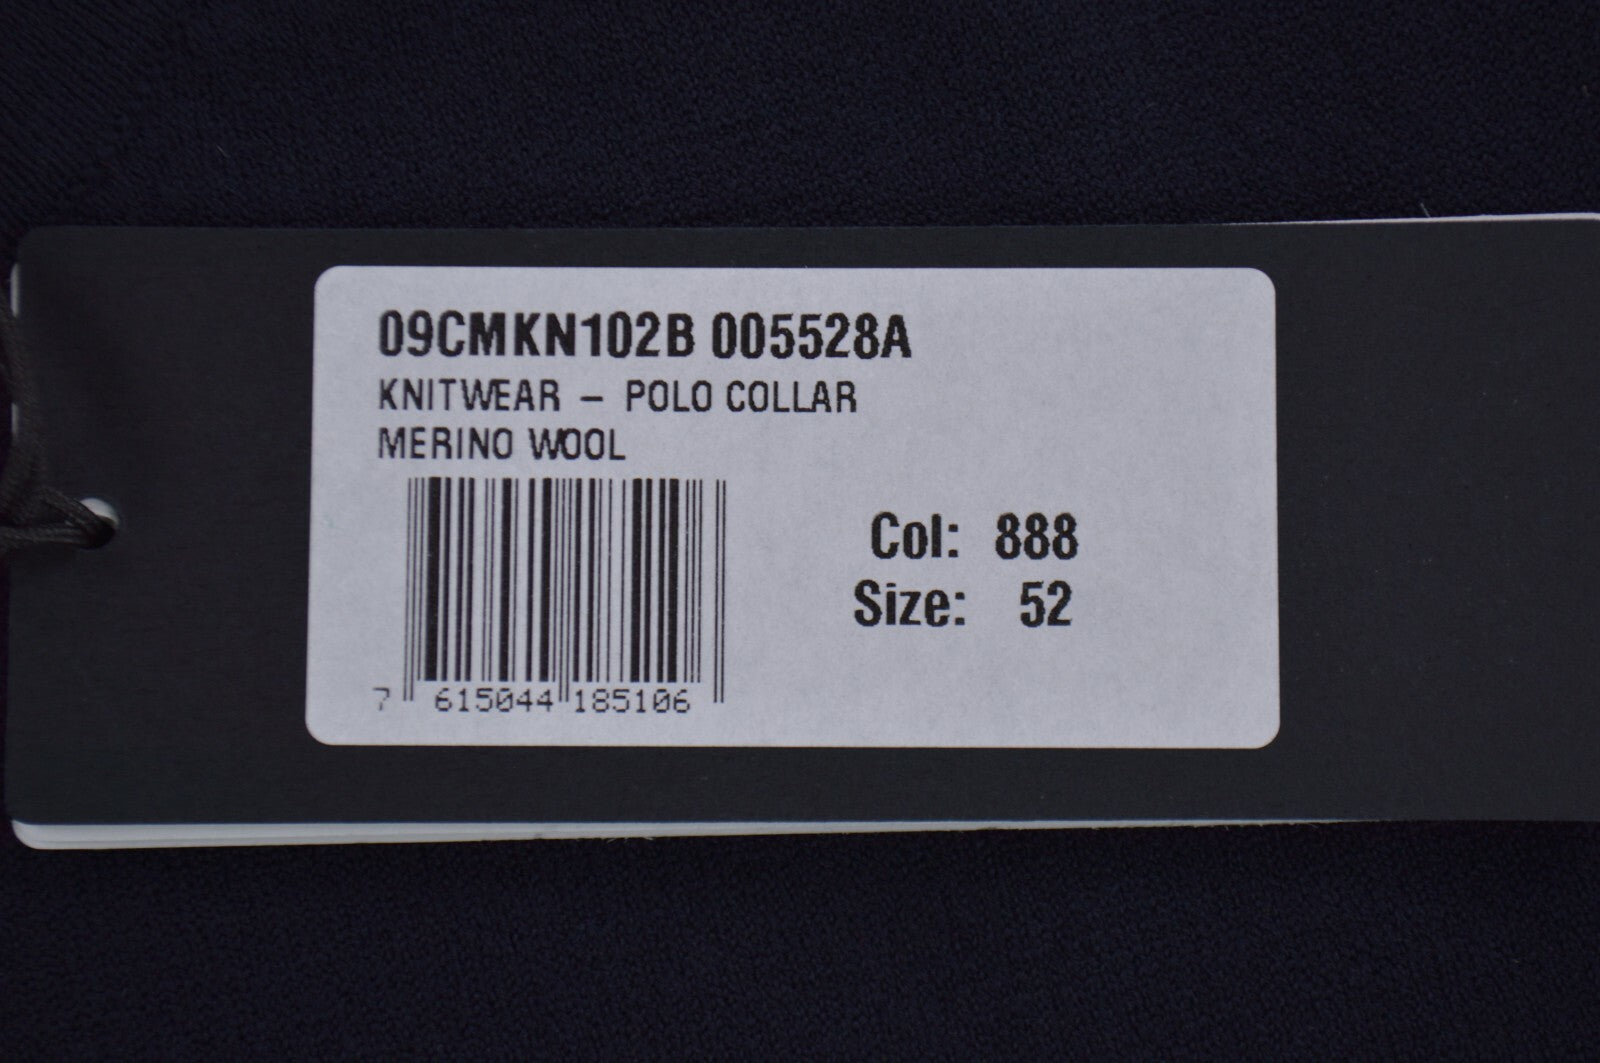 09CMKN102B 005528A
KNITWEAR – POLO COLLAR
MERINO WOOL
Col: 888
Size: 52
7 615044 185106